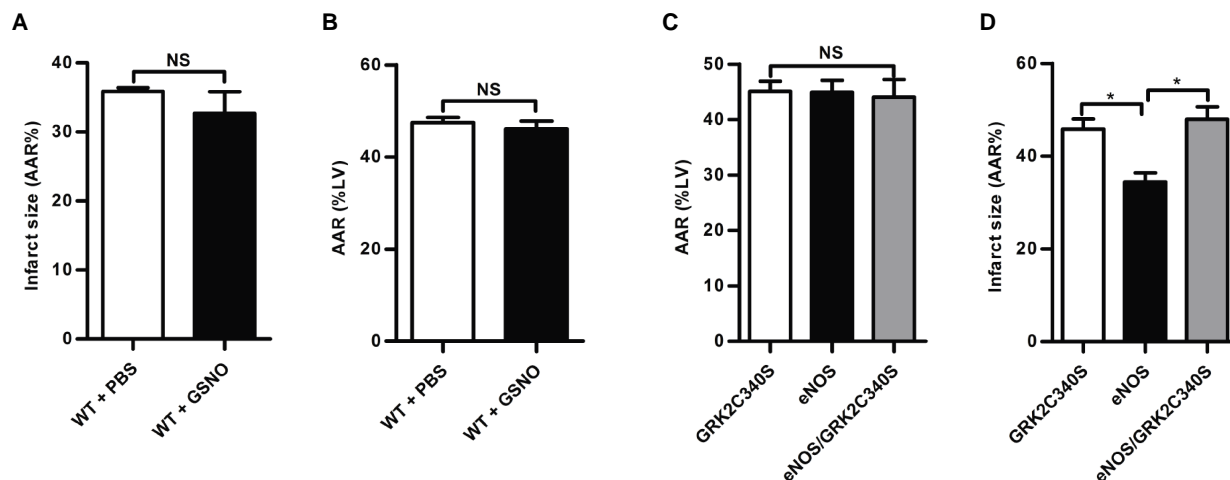 A
Infarct size (AAR%)
40
30
20
10
0
NS
WT + PBS
WT + GSNO
B
AAR (%LV)
60
40
20
0
NS
WT + PBS
WT + GSNO
C
AAR (%LV)
50
40
30
20
10
0
NS
GRK2C340S
eNOS
eNOS/GRK2C340S
D
Infarct size (AAR%)
60
40
20
0
*
*
GRK2C340S
eNOS
eNOS/GRK2C340S